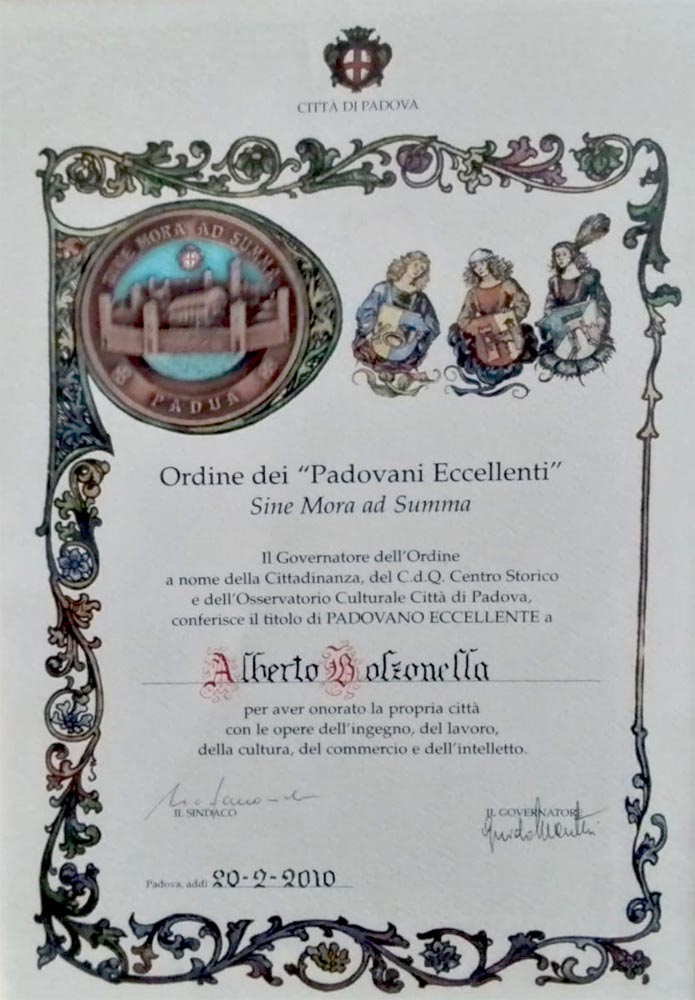 CITTÀ DI PADOVA
SINE MORA AD SUMMA
PADUA
Ordine dei “Padovani Eccellenti”
Sine Mora ad Summa
Il Governatore dell’Ordine
a nome della Cittadinanza, del C.d.Q. Centro Storico
e dell’Osservatorio Culturale Città di Padova,
conferisce il titolo di PADOVANO ECCELLENTE a
Alberto Bolzonella
per aver onorato la propria città
con le opere dell’ingegno, del lavoro,
della cultura, del commercio e dell’intelletto.
IL SINDACO
IL GOVERNATORE
Padova, addì 20-2-2010